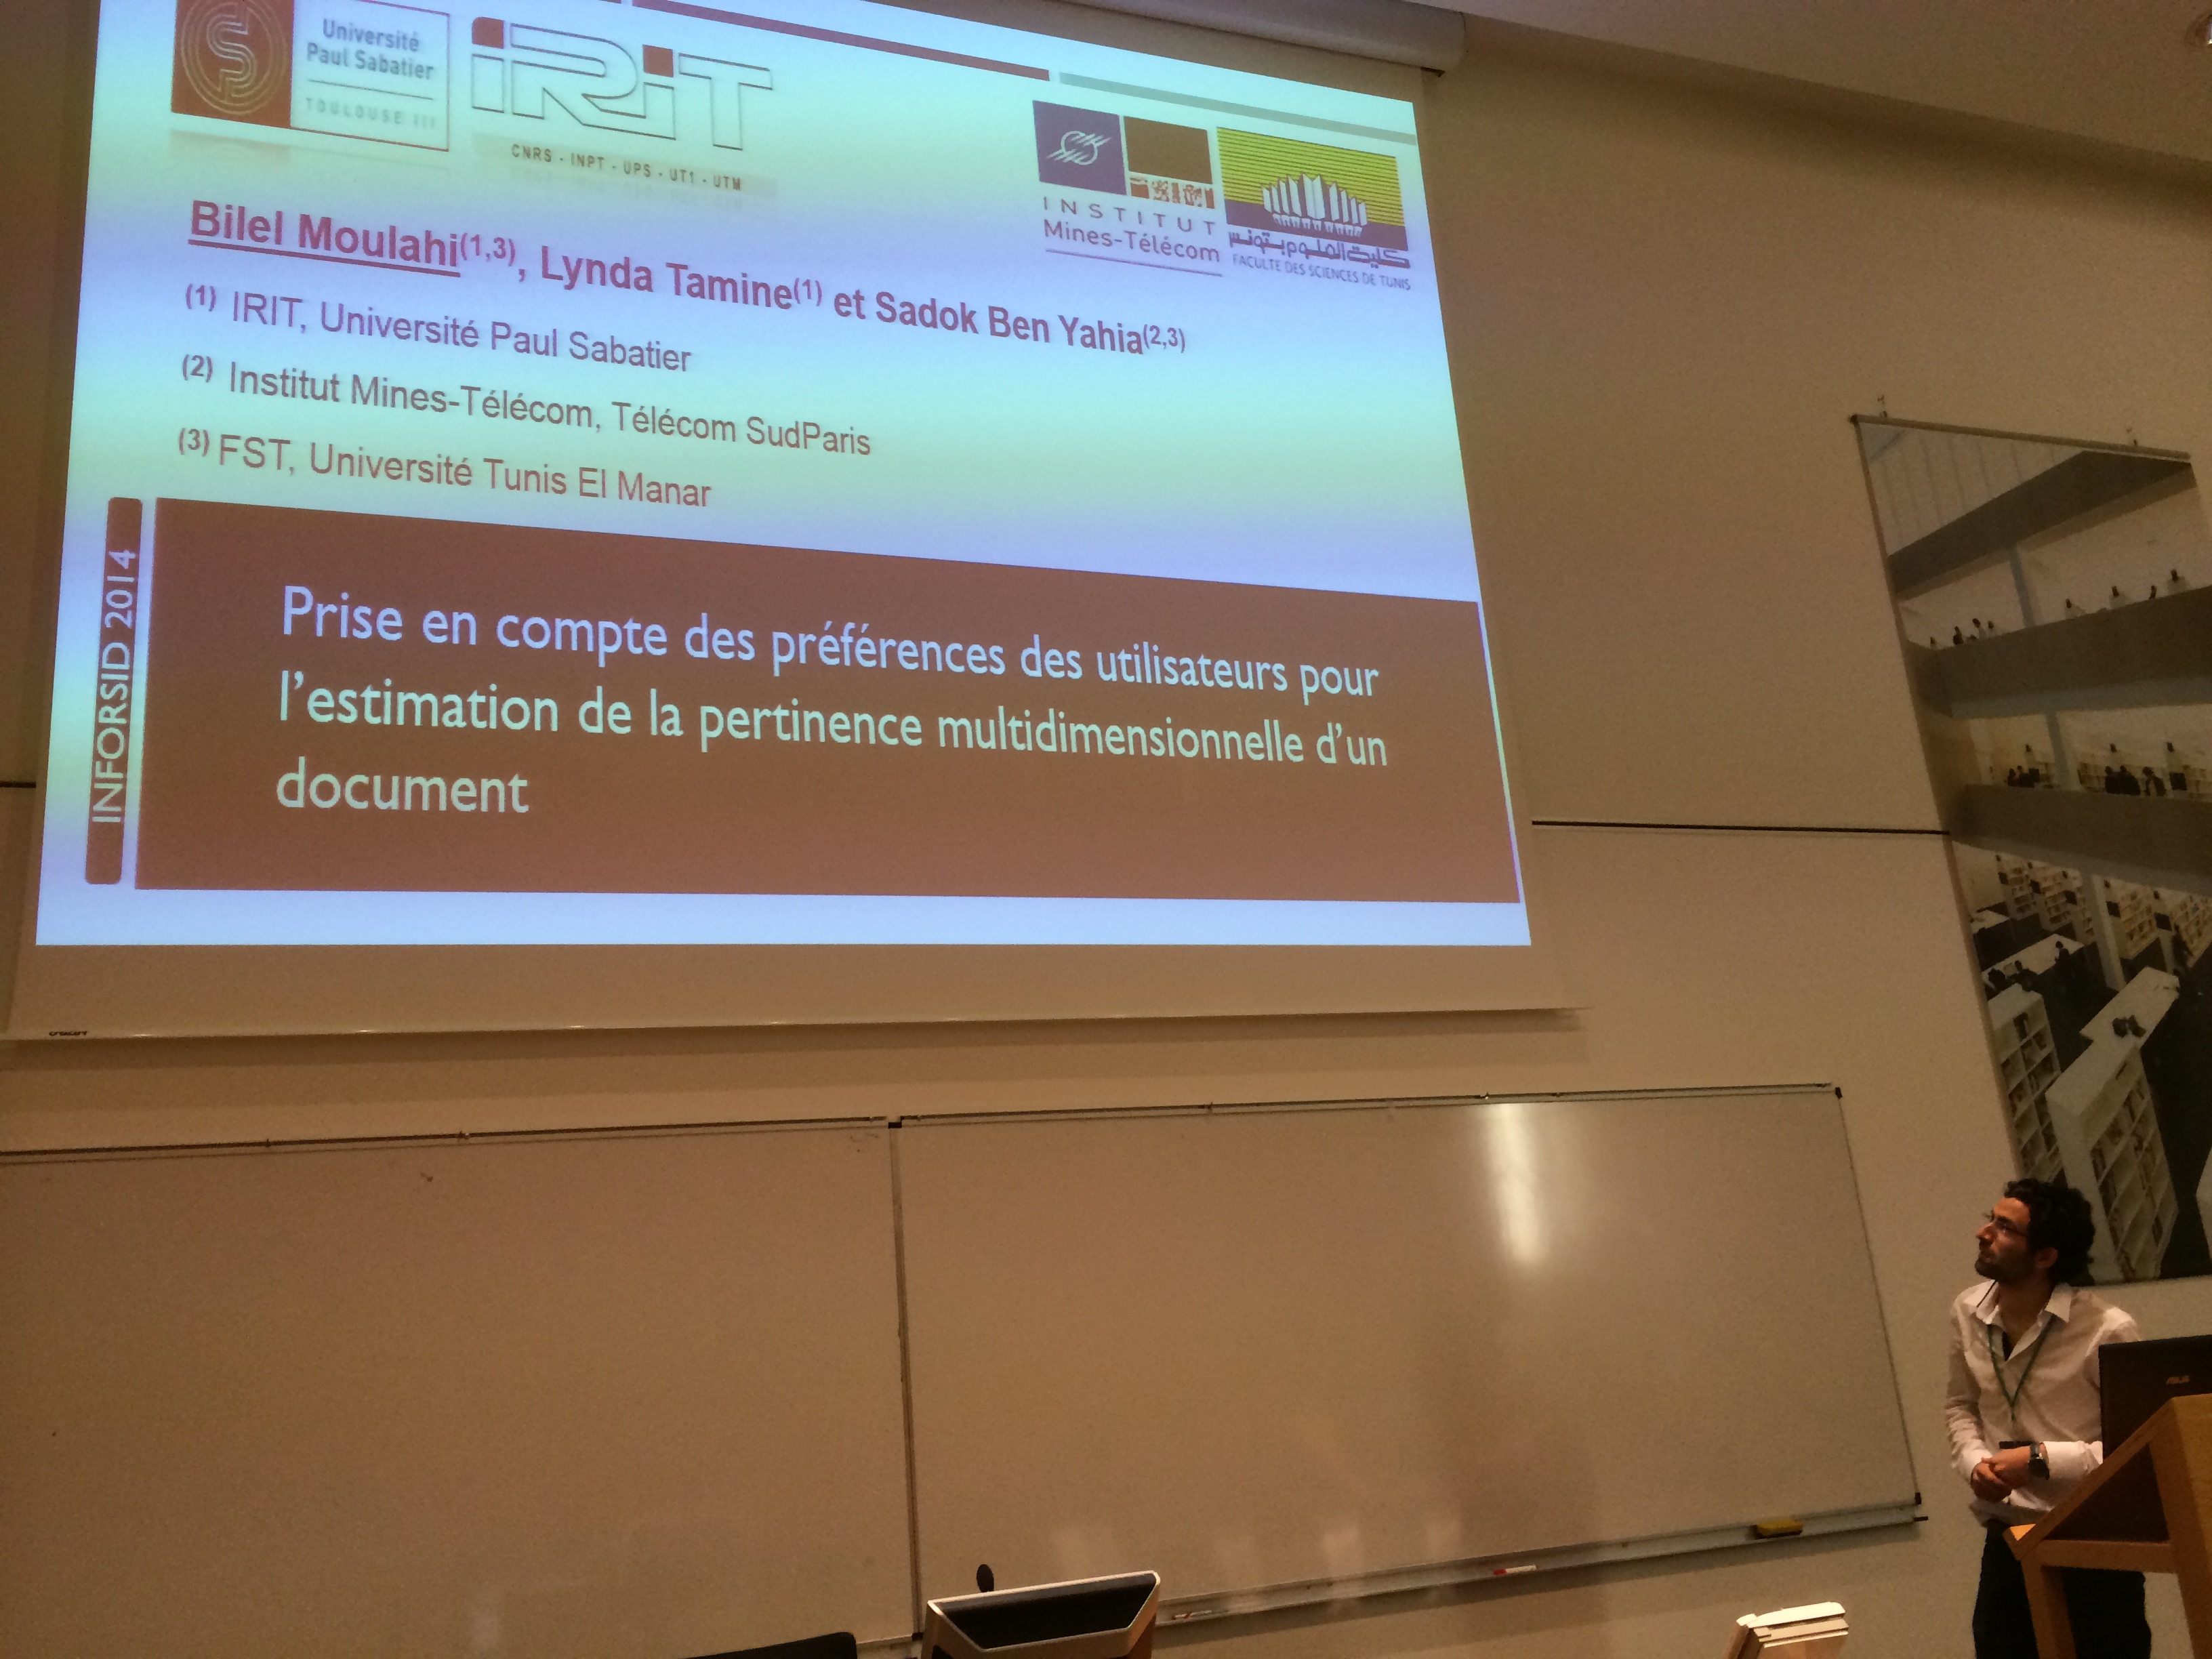 Université
Paul Sabatier
TOULOUSE III
IRIT
CNRS - INPT - UPS - UT1 - UTM
INSTITUT
Mines-Télécom
كلية العلوم بتونس
FACULTE DES SCIENCES DE TUNIS
Bilel Moulahi(1,3), Lynda Tamine(1) et Sadok Ben Yahia(2,3)
(1) IRIT, Université Paul Sabatier
(2) Institut Mines-Télécom, Télécom SudParis
(3) FST, Université Tunis El Manar
INFORSID 2014
Prise en compte des préférences des utilisateurs pour
l'estimation de la pertinence multidimensionnelle d'un
document
ASUS